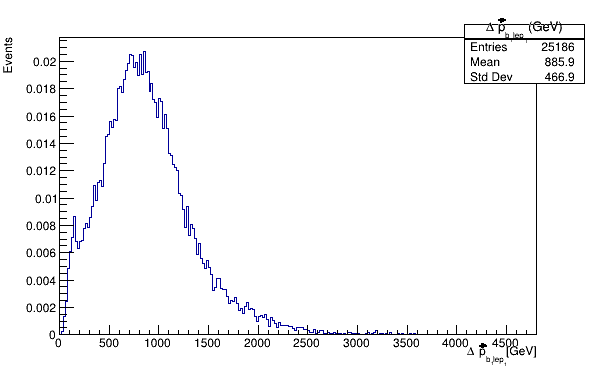 Δ p⃗_b,lep₁ (GeV)
Entries 25186
Mean 885.9
Std Dev 466.9
Events
0.02
0.018
0.016
0.014
0.012
0.01
0.008
0.006
0.004
0.002
0
0 500 1000 1500 2000 2500 3000 3500 4000 4500
Δ p⃗_b,lep₁ [GeV]